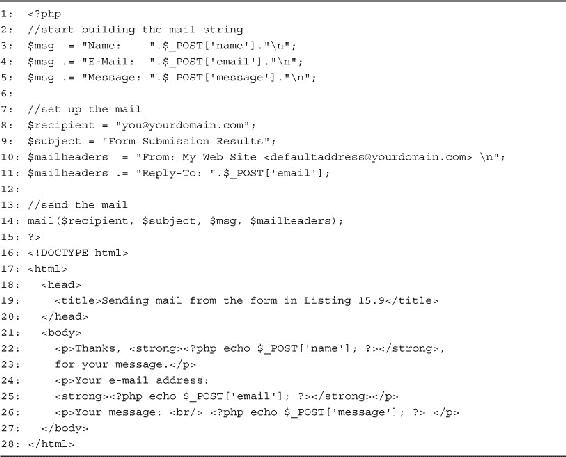 1: <?php
2: //start building the mail string
3: $msg = "Name:    ".$_POST['name']."\n";
4: $msg .= "E-Mail:  ".$_POST['email']."\n";
5: $msg .= "Message: ".$_POST['message']."\n";
6:
7: //set up the mail
8: $recipient = "you@yourdomain.com";
9: $subject = "Form Submission Results";
10: $mailheaders  = "From: My Web Site <defaultaddress@yourdomain.com> \n";
11: $mailheaders .= "Reply-To: ".$_POST['email'];
12:
13: //send the mail
14: mail($recipient, $subject, $msg, $mailheaders);
15: ?>
16: <!DOCTYPE html>
17: <html>
18:   <head>
19:     <title>Sending mail from the form in Listing 15.9</title>
20:   </head>
21:   <body>
22:     <p>Thanks, <strong><?php echo $_POST['name']; ?></strong>,
23:     for your message.</p>
24:     <p>Your e-mail address:
25:     <strong><?php echo $_POST['email']; ?></strong></p>
26:     <p>Your message: <br/> <?php echo $_POST['message']; ?> </p>
27:   </body>
28: </html>